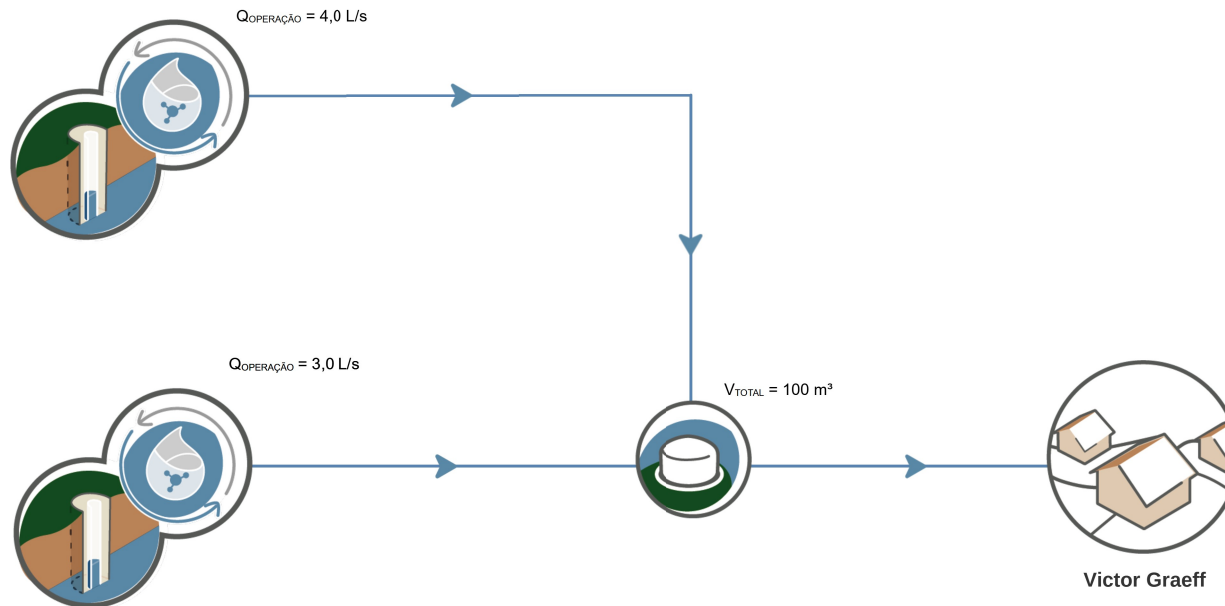 QOPERAÇÃO = 4,0 L/s
QOPERAÇÃO = 3,0 L/s
VTOTAL = 100 m³
Victor Graeff